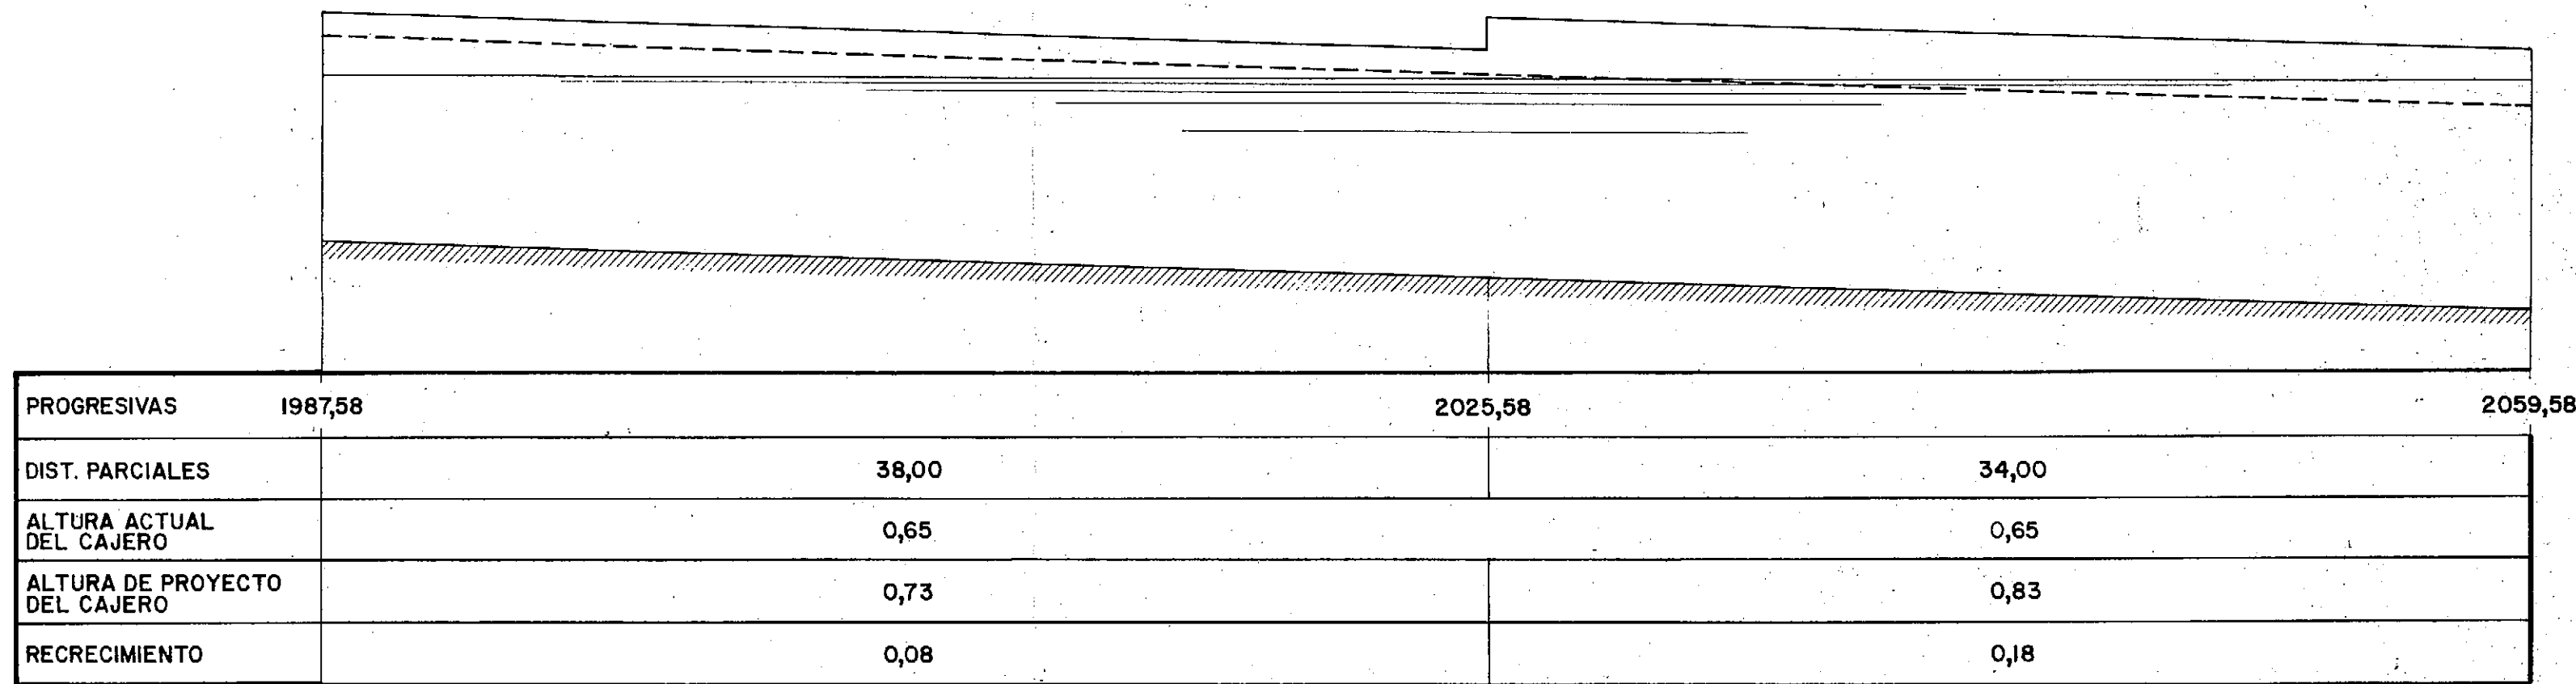 PROGRESIVAS 1987,58 2025,58 2059,58
DIST. PARCIALES 38,00 34,00
ALTURA ACTUAL
DEL CAJERO 0,65 0,65
ALTURA DE PROYECTO
DEL CAJERO 0,73 0,83
RECRECIMIENTO 0,08 0,18